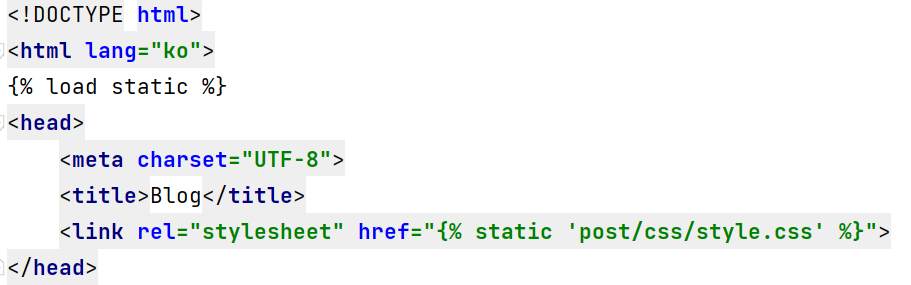 <!DOCTYPE html>
<html lang="ko">
{% load static %}
<head>
    <meta charset="UTF-8">
    <title>Blog</title>
    <link rel="stylesheet" href="{% static 'post/css/style.css' %}">
</head>